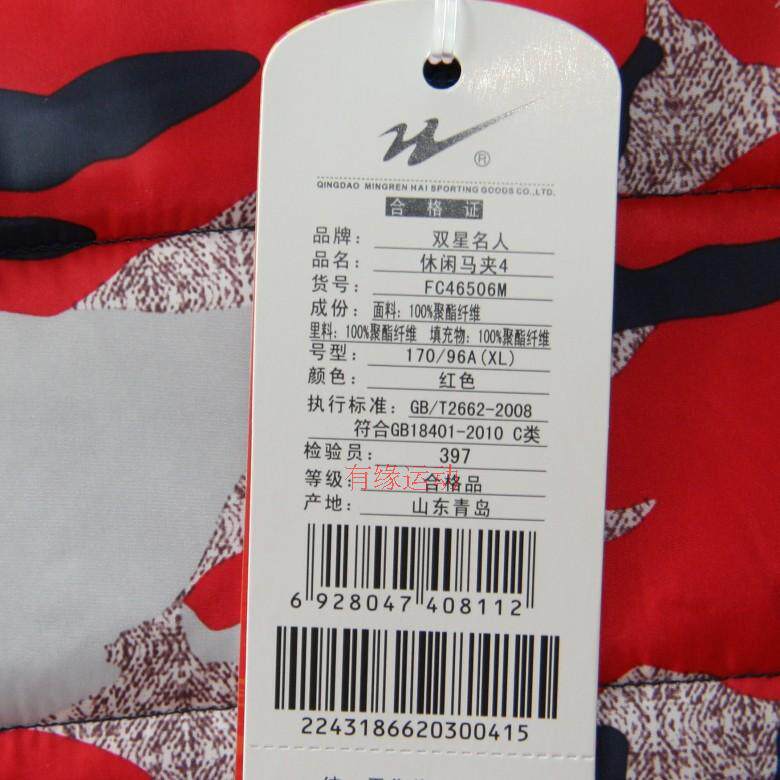 ®
QINGDAO MINGREN HAI SPORTING GOODS CO.,LTD.
合格证
品牌: 双星名人
品名: 休闲马夹4
货号: FC46506M
成份: 面料: 100%聚酯纤维
里料: 100%聚酯纤维 填充物: 100%聚酯纤维
号型: 170/96A(XL)
颜色: 红色
执行标准: GB/T2662-2008
符合GB18401-2010 C类
检验员: 397
等级: 合格品
有缘运动
产地: 山东青岛
6 928047 408112
2243186620300415